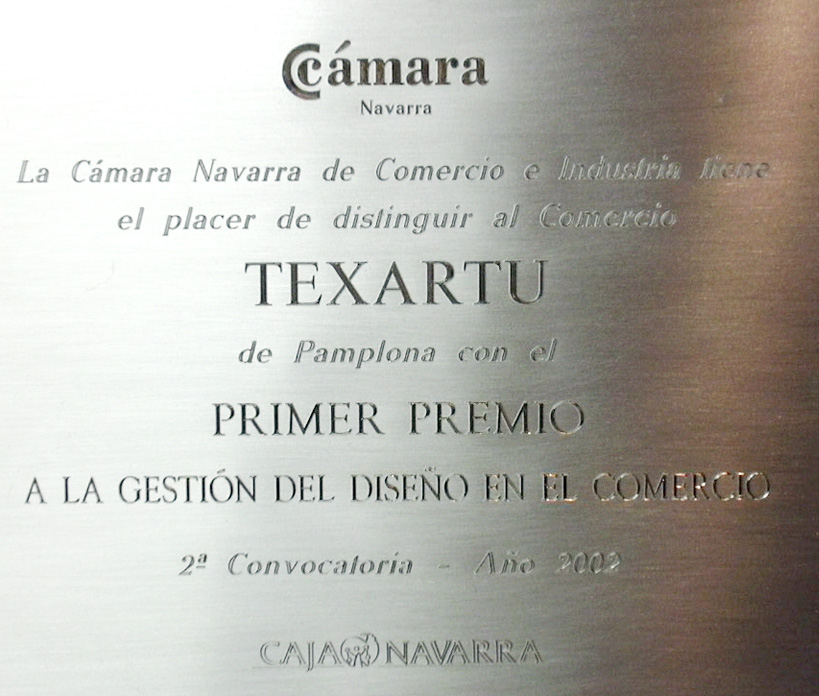 cámara
Navarra
La Cámara Navarra de Comercio e Industria tiene
el placer de distinguir al Comercio
TEXARTU
de Pamplona con el
PRIMER PREMIO
A LA GESTIÓN DEL DISEÑO EN EL COMERCIO
2ª Convocatoria - Año 2002
CAJA NAVARRA